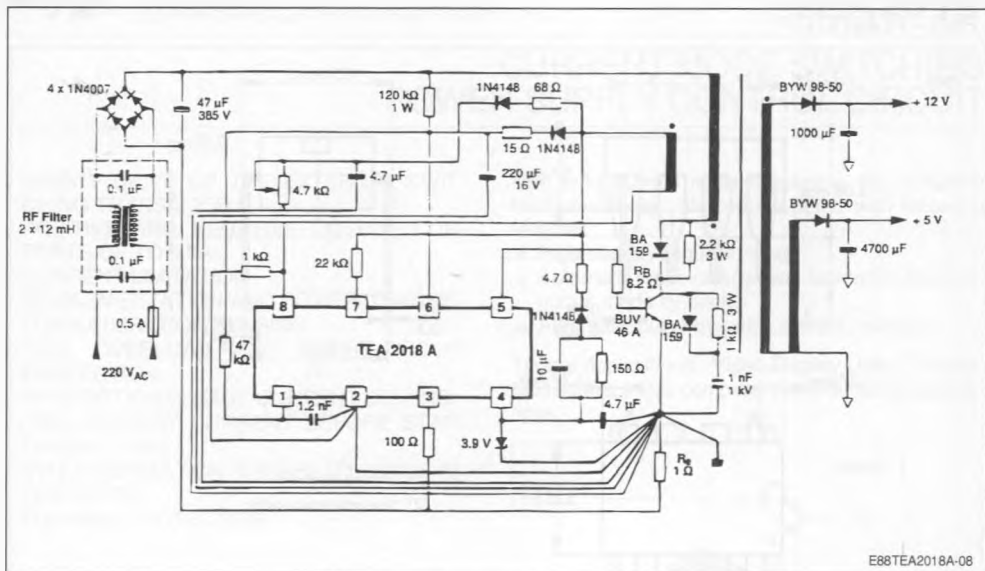 4 x 1N4007
47 µF
385 V
120 kΩ
1 W
1N4148
68 Ω
15 Ω
1N4148
BYW 98-50
+ 12 V
1000 µF
0.1 µF
RF Filter
2 x 12 mH
0.1 µF
4.7 kΩ
4.7 µF
220 µF
16 V
BYW 98-50
+ 5 V
4700 µF
1 kΩ
22 kΩ
4.7 Ω
BA
159
RB
8.2 Ω
2.2 kΩ
3 W
8
7
6
5
1N4148
BUV
46 A
BA
159
1 kΩ 3 W
0.5 A
220 VAC
47
kΩ
TEA 2018 A
10 µF
150 Ω
1 nF
1 kV
1
2
3
4
1.2 nF
4.7 µF
100 Ω
3.9 V
Re
1 Ω
E88TEA2018A-08